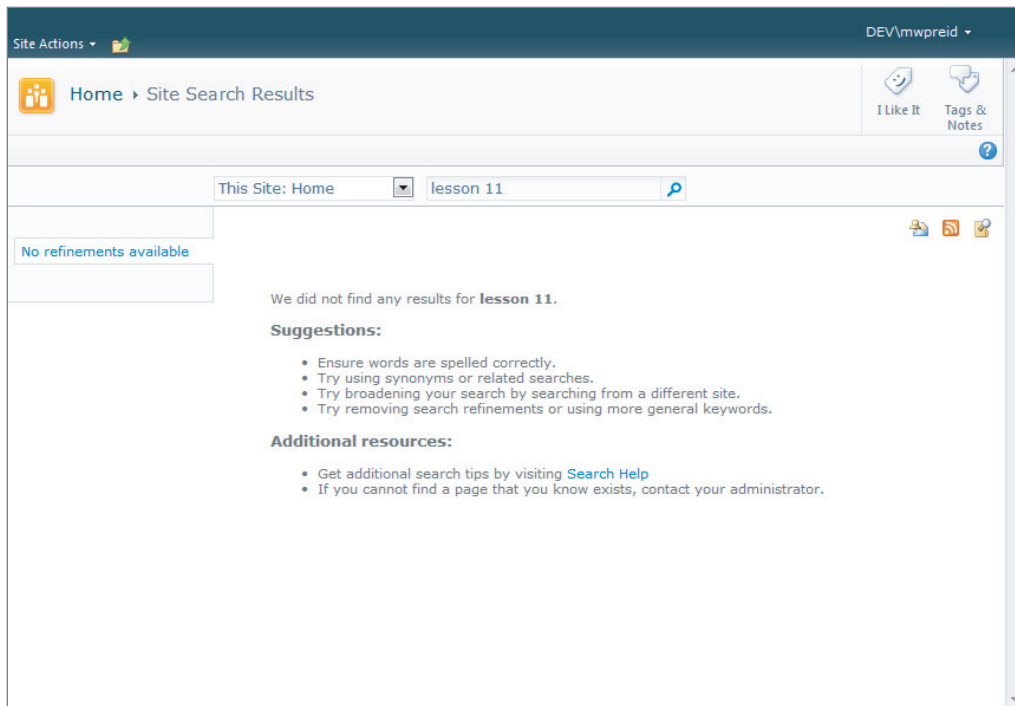 DEV\mwpreid
Site Actions
Home Site Search Results
I Like It
Tags &
Notes
This Site: Home
lesson 11
No refinements available
We did not find any results for lesson 11.
Suggestions:
• Ensure words are spelled correctly.
• Try using synonyms or related searches.
• Try broadening your search by searching from a different site.
• Try removing search refinements or using more general keywords.
Additional resources:
• Get additional search tips by visiting Search Help
• If you cannot find a page that you know exists, contact your administrator.